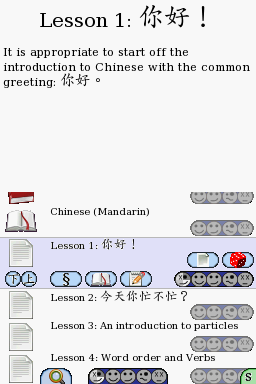 Lesson 1: 你好！
It is appropriate to start off the
introduction to Chinese with the common
greeting: 你好。
Chinese (Mandarin)
Lesson 1: 你好！
下 上 §
Lesson 2: 今天你忙不忙？
Lesson 3: An introduction to particles
Lesson 4: Word order and Verbs
S